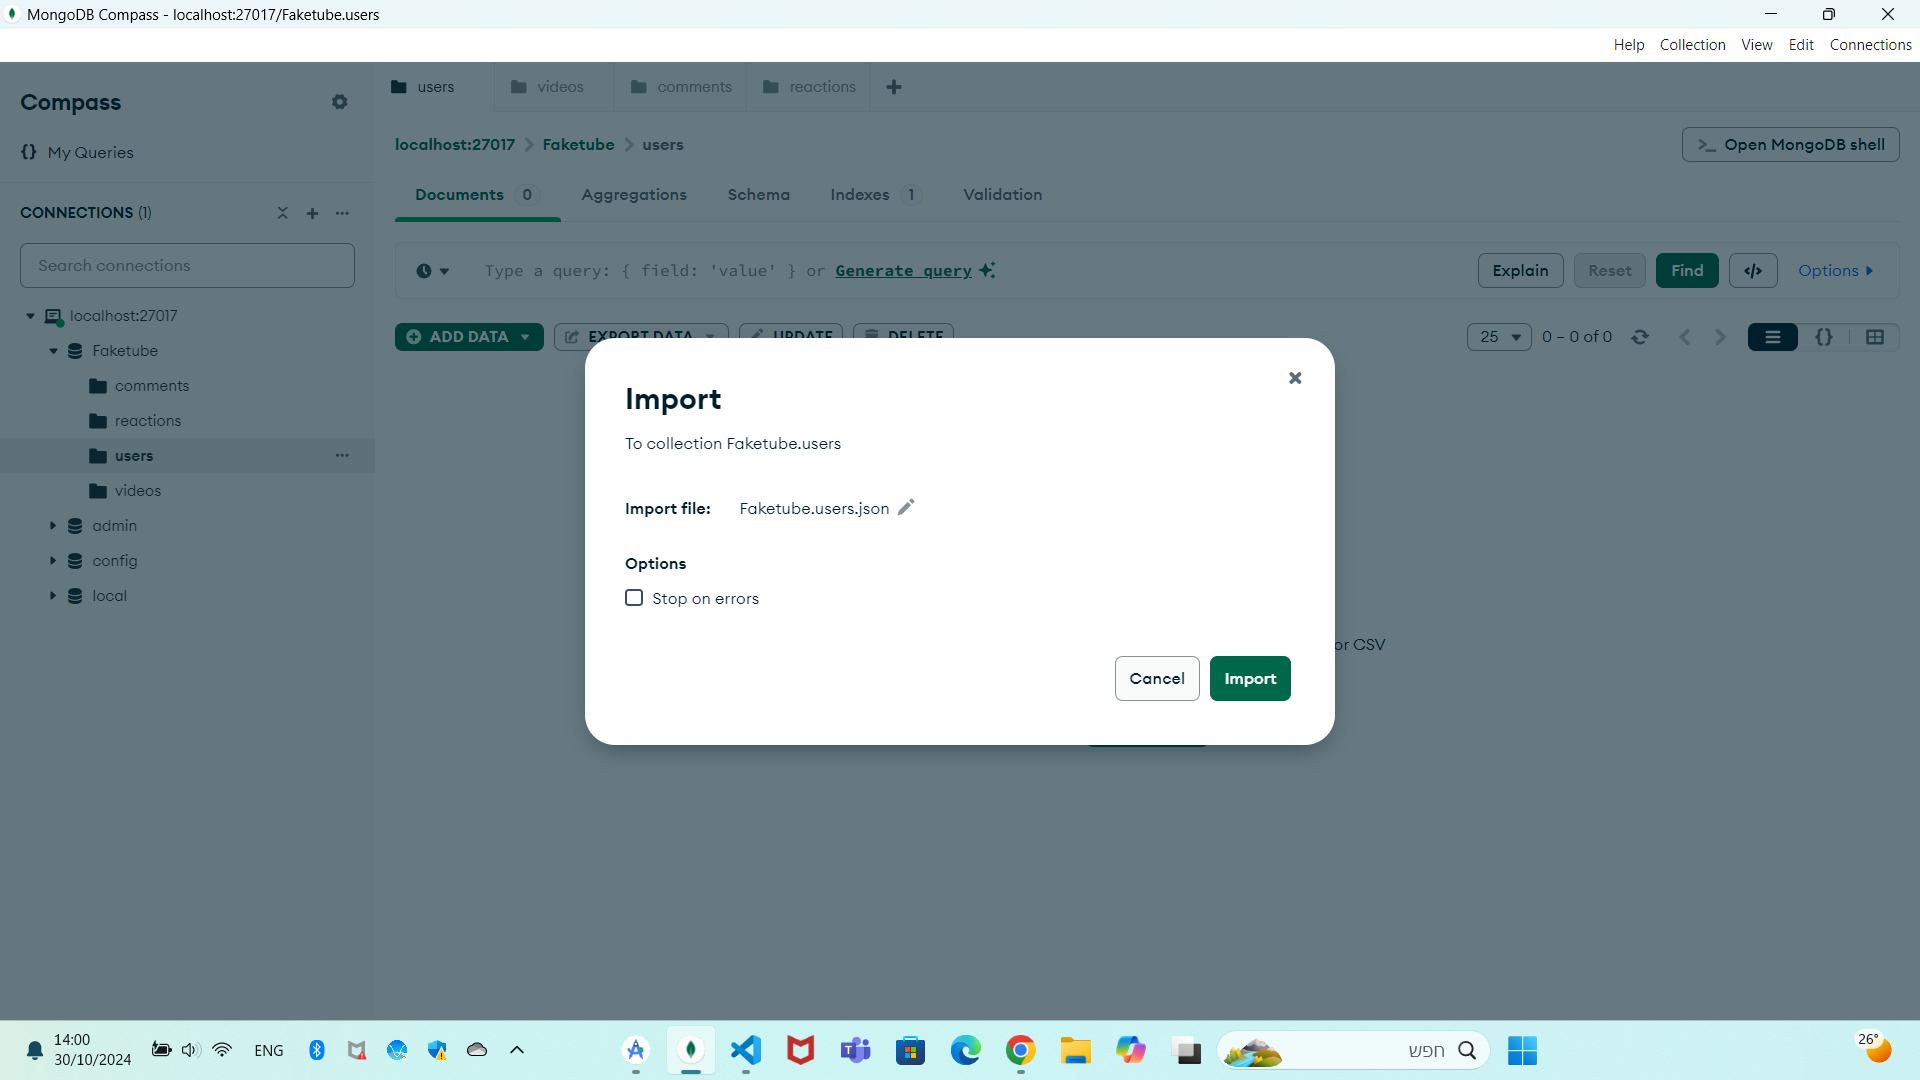 MongoDB Compass - localhost:27017/Faketube.users
Help Collection View Edit Connections
Compass
My Queries
CONNECTIONS (1)
Search connections
localhost:27017
Faketube
comments
reactions
users
videos
admin
config
local
users videos comments reactions
localhost:27017 Faketube users
Open MongoDB shell
Documents 0 Aggregations Schema Indexes 1 Validation
Type a query: { field: 'value' } or Generate query
Explain Reset Find </> Options
ADD DATA EXPORT DATA UPDATE DELETE
25 0 – 0 of 0 {}
Import
To collection Faketube.users
Import file: Faketube.users.json
Options
Stop on errors
or CSV
Cancel Import
14:00
30/10/2024
ENG
חפש
26°